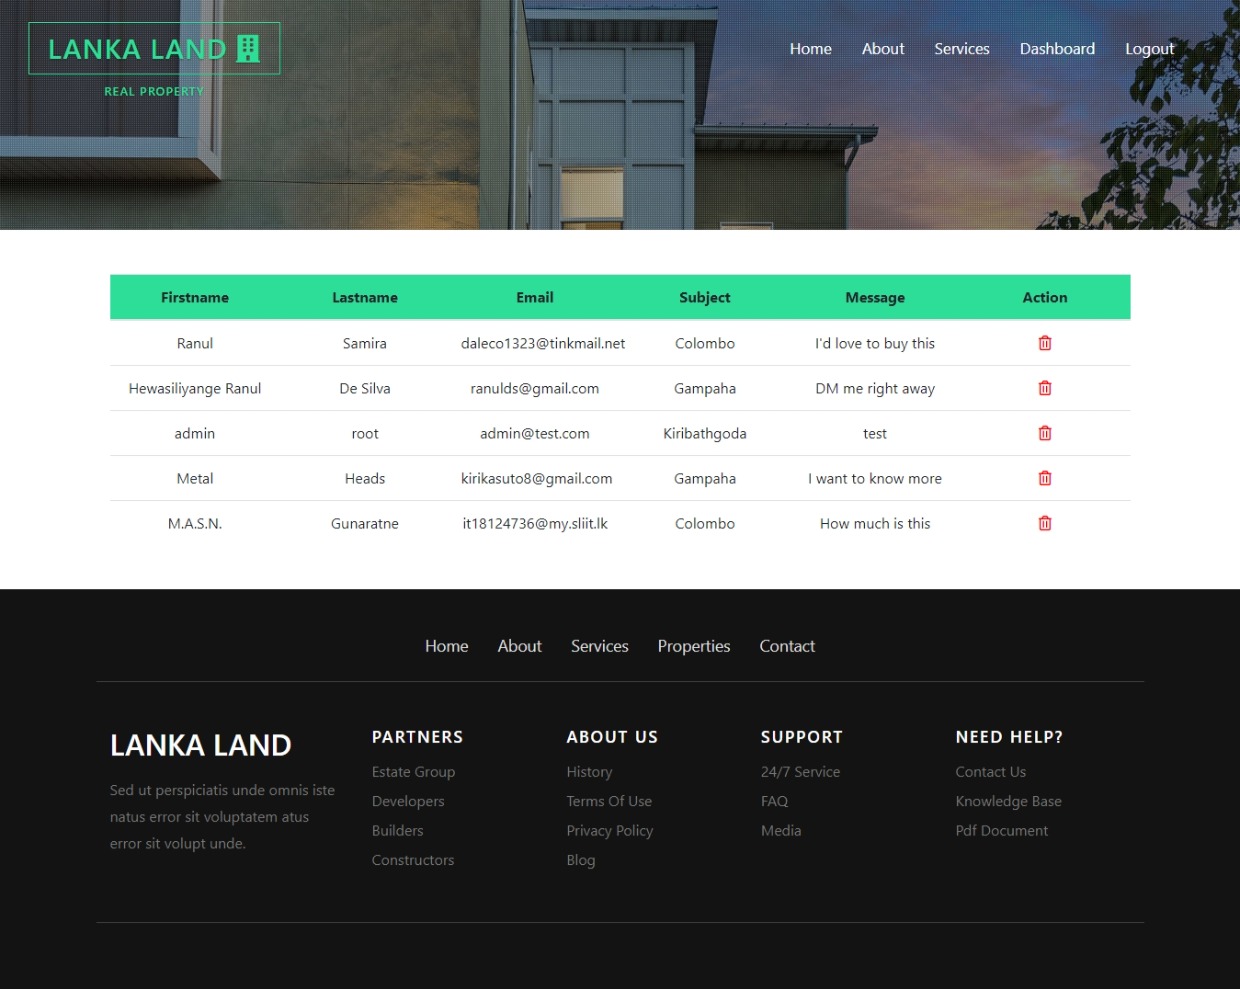 LANKA LAND
REAL PROPERTY
Home About Services Dashboard Logout
Firstname Lastname Email Subject Message Action
Ranul Samira daleco1323@tinkmail.net Colombo I'd love to buy this
Hewasiliyange Ranul De Silva ranulds@gmail.com Gampaha DM me right away
admin root admin@test.com Kiribathgoda test
Metal Heads kirikasuto8@gmail.com Gampaha I want to know more
M.A.S.N. Gunaratne it18124736@my.sliit.lk Colombo How much is this
Home About Services Properties Contact
LANKA LAND
Sed ut perspiciatis unde omnis iste
natus error sit voluptatem atus
error sit volupt unde.
PARTNERS
Estate Group
Developers
Builders
Constructors
ABOUT US
History
Terms Of Use
Privacy Policy
Blog
SUPPORT
24/7 Service
FAQ
Media
NEED HELP?
Contact Us
Knowledge Base
Pdf Document